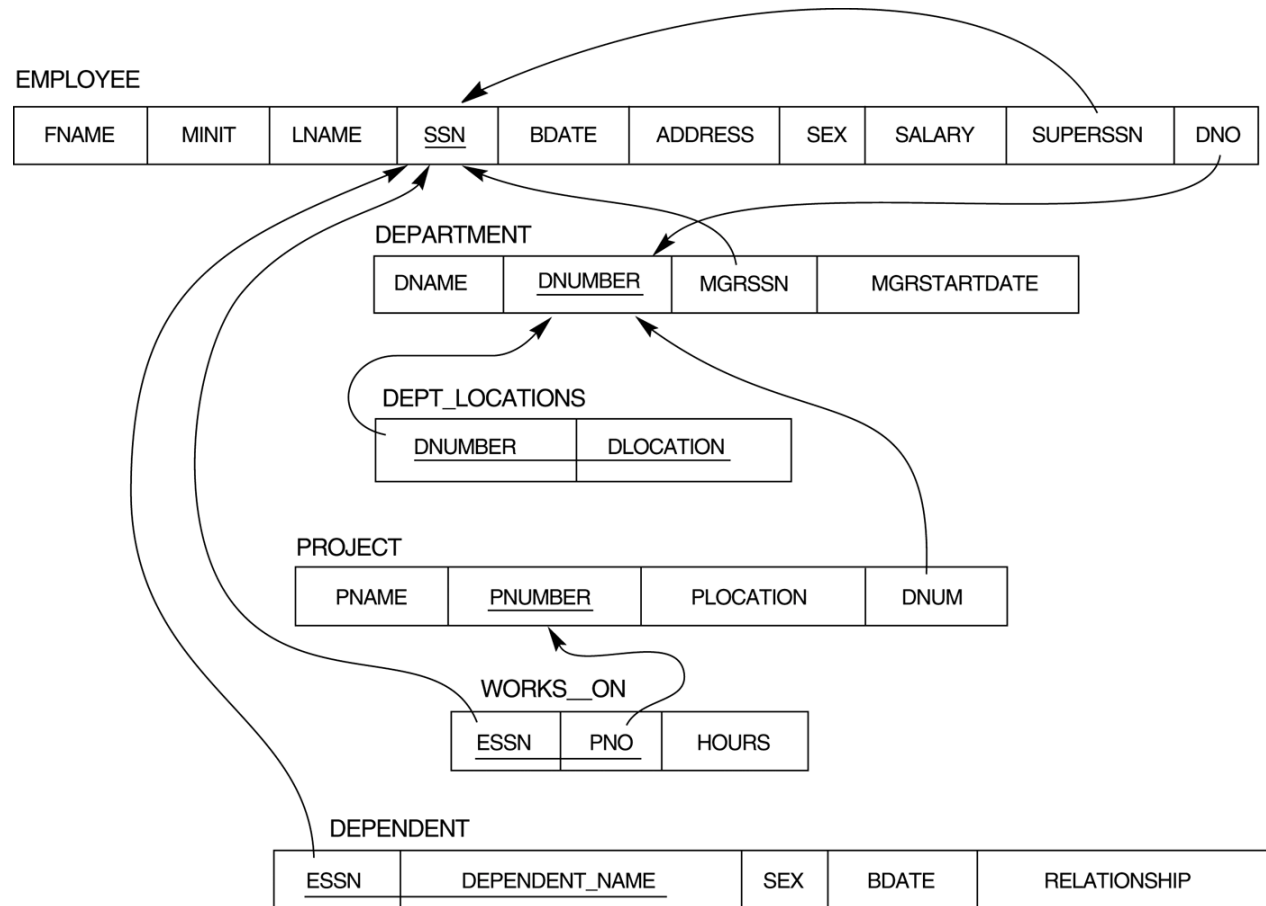 EMPLOYEE
FNAME MINIT LNAME SSN BDATE ADDRESS SEX SALARY SUPERSSN DNO
DEPARTMENT
DNAME DNUMBER MGRSSN MGRSTARTDATE
DEPT_LOCATIONS
DNUMBER DLOCATION
PROJECT
PNAME PNUMBER PLOCATION DNUM
WORKS__ON
ESSN PNO HOURS
DEPENDENT
ESSN DEPENDENT_NAME SEX BDATE RELATIONSHIP